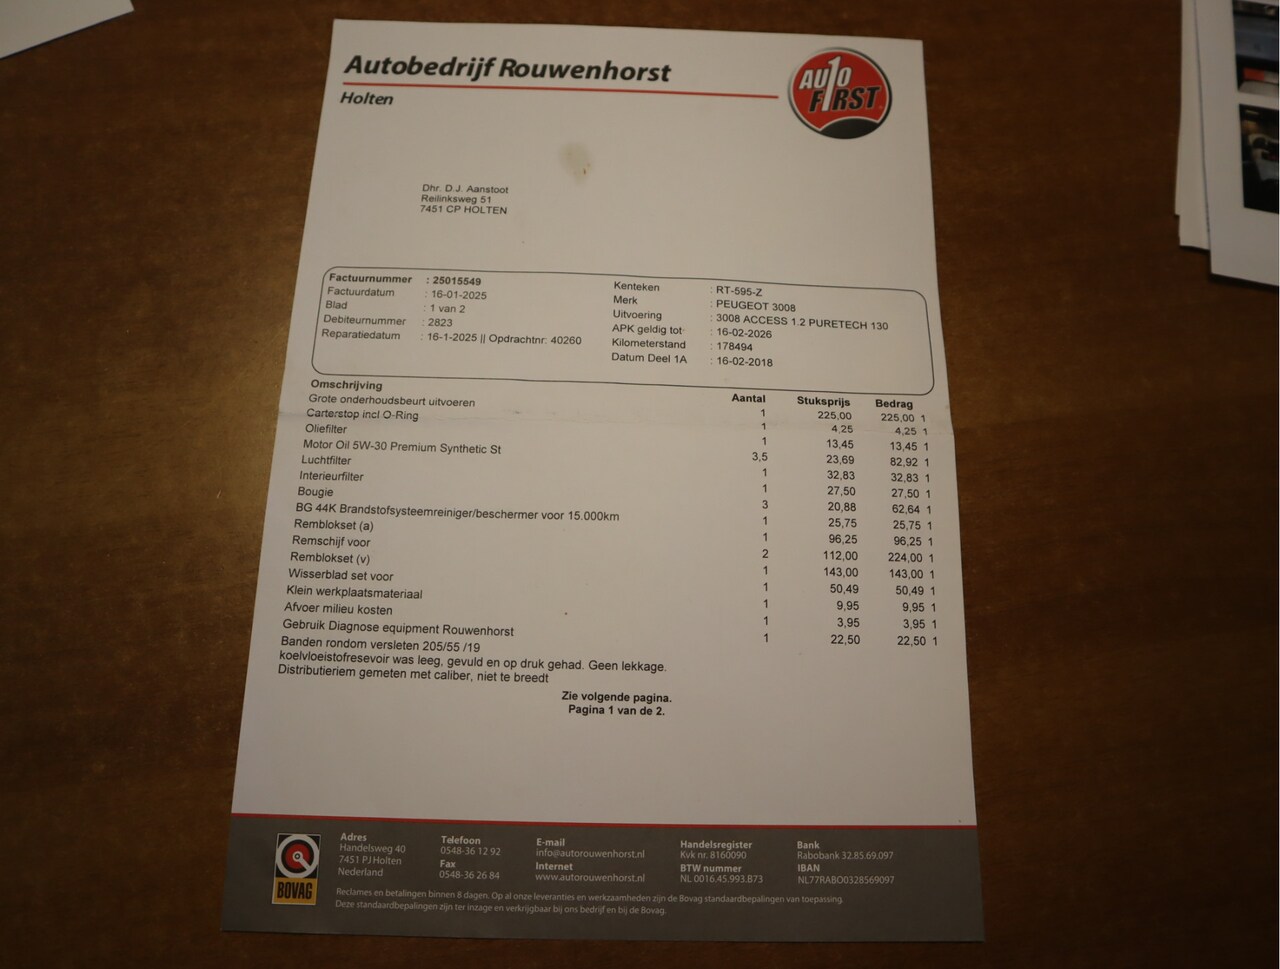 Autobedrijf Rouwenhorst
Holten
AUTO FIRST
Dhr. D.J. Aanstoot
Reilinksweg 51
7451 CP HOLTEN
Factuurnummer : 25015549
Factuurdatum : 16-01-2025
Blad : 1 van 2
Debiteurnummer : 2823
Reparatiedatum : 16-1-2025 || Opdrachtnr: 40260
Kenteken : RT-595-Z
Merk : PEUGEOT 3008
Uitvoering : 3008 ACCESS 1.2 PURETECH 130
APK geldig tot : 16-02-2026
Kilometerstand : 178494
Datum Deel 1A : 16-02-2018
Omschrijving Aantal Stuksprijs Bedrag
Grote onderhoudsbeurt uitvoeren 1 225,00 225,00 1
Carterstop incl O-Ring 1 4,25 4,25 1
Oliefilter 1 13,45 13,45 1
Motor Oil 5W-30 Premium Synthetic St 3,5 23,69 82,92 1
Luchtfilter 1 32,83 32,83 1
Interieurfilter 1 27,50 27,50 1
Bougie 3 20,88 62,64 1
BG 44K Brandstofsysteemreiniger/beschermer voor 15.000km 1 25,75 25,75 1
Remblokset (a) 1 96,25 96,25 1
Remschijf voor 2 112,00 224,00 1
Remblokset (v) 1 143,00 143,00 1
Wisserblad set voor 1 50,49 50,49 1
Klein werkplaatsmateriaal 1 9,95 9,95 1
Afvoer milieu kosten 1 3,95 3,95 1
Gebruik Diagnose equipment Rouwenhorst 1 22,50 22,50 1
Banden rondom versleten 205/55 /19
koelvloeistofresevoir was leeg, gevuld en op druk gehad. Geen lekkage.
Distributieriem gemeten met caliber, niet te breedt
Zie volgende pagina.
Pagina 1 van de 2.
BOVAG
Adres
Handelsweg 40
7451 PJ Holten
Nederland
Telefoon
0548-36 12 92
Fax
0548-36 26 84
E-mail
info@autorouwenhorst.nl
Internet
www.autorouwenhorst.nl
Handelsregister
Kvk nr. 8160090
BTW nummer
NL 0016.45.993.B73
Bank
Rabobank 32.85.69.097
IBAN
NL77RABO0328569097
Reclames en betalingen binnen 8 dagen. Op al onze leveranties en werkzaamheden zijn de Bovag standaardbepalingen van toepassing.
Deze standaardbepalingen zijn ter inzage en verkrijgbaar bij ons bedrijf en bij de Bovag.